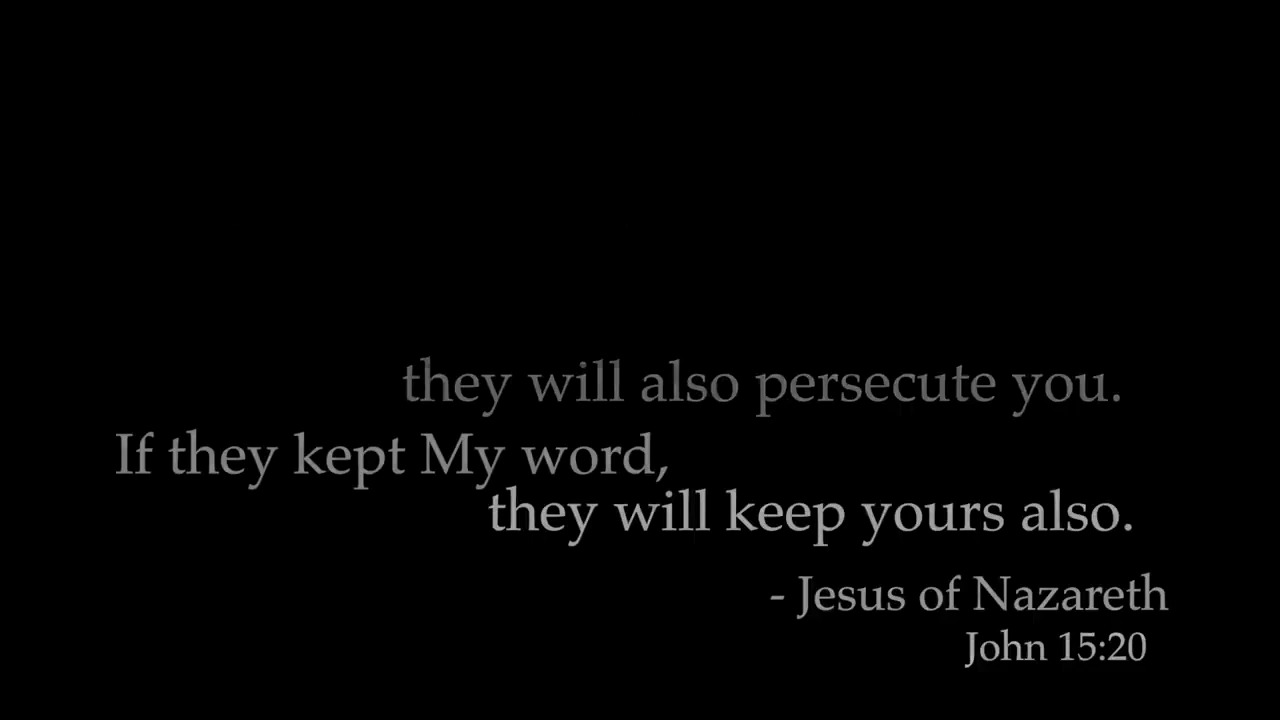 they will also persecute you.
If they kept My word,
they will keep yours also.
- Jesus of Nazareth
John 15:20